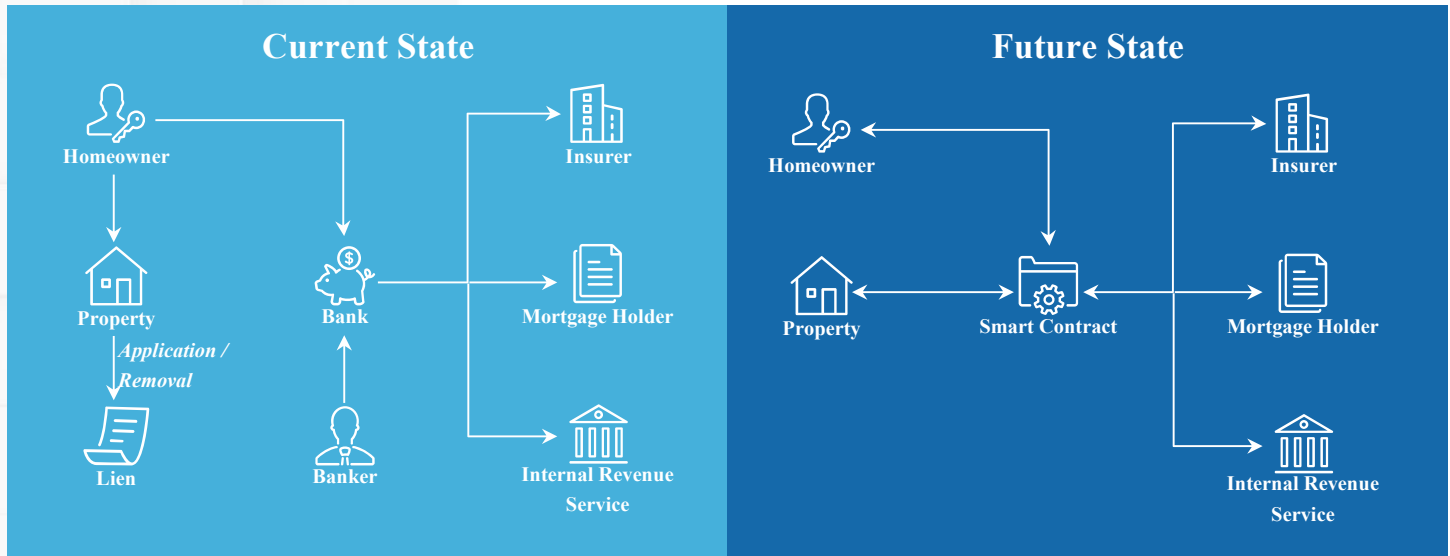 Current State
Homeowner
Insurer
Property
Bank
Mortgage Holder
Application /
Removal
Lien
Banker
Internal Revenue
Service
Future State
Homeowner
Insurer
Property
Smart Contract
Mortgage Holder
Internal Revenue
Service